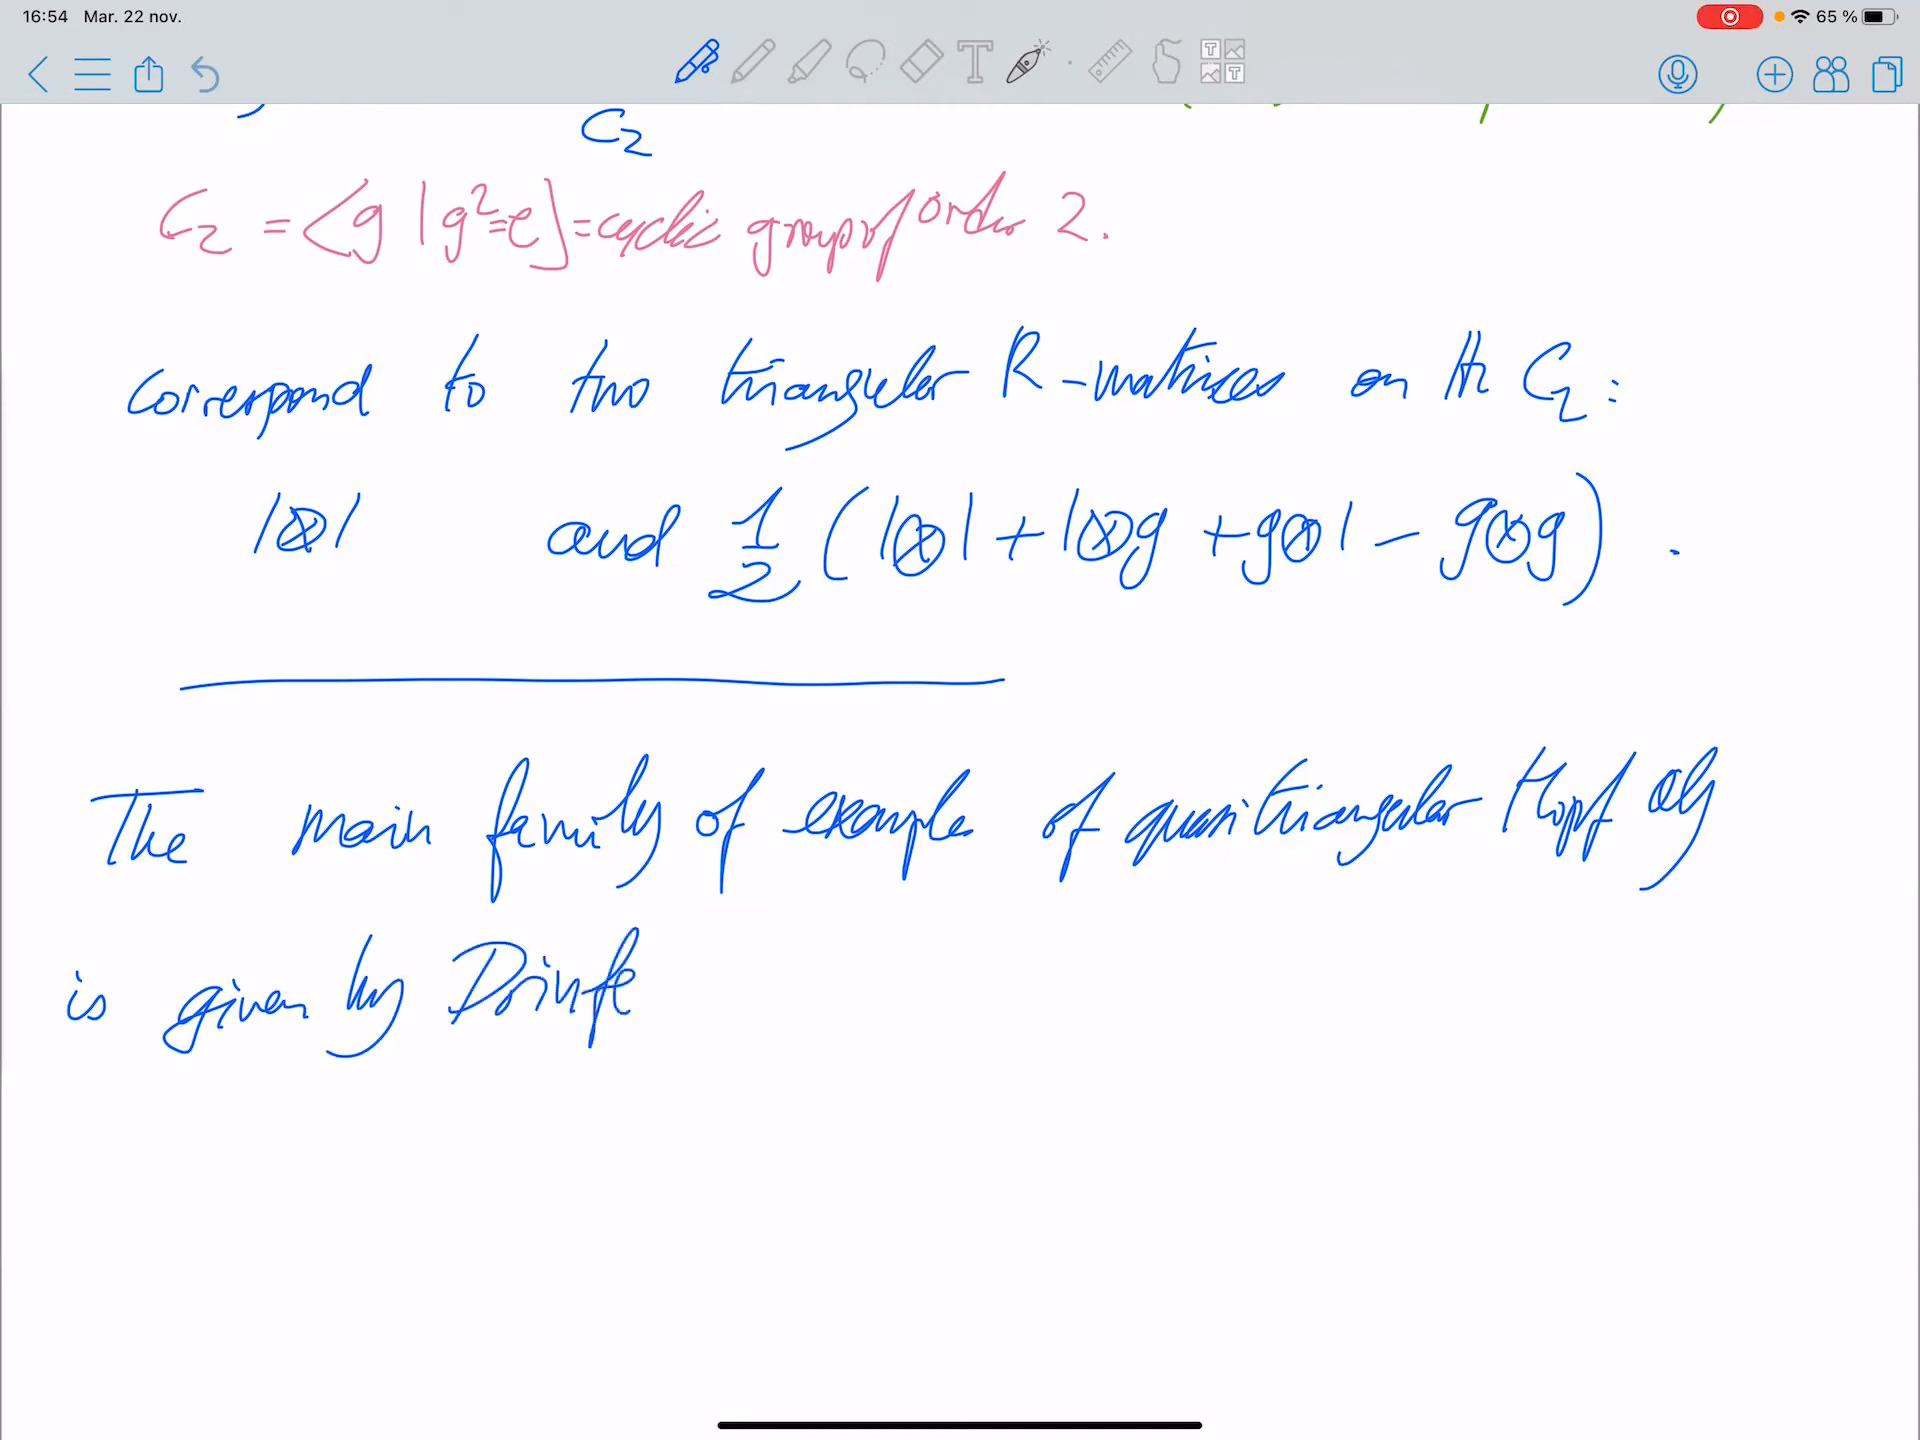 16:54 Mar. 22 nov. 65 %
C₂
C₂ = <g | g²=e] = cyclic group of order 2.
correspond to two triangular R-matrices on C₂ :
1⊗1 and 1/2 (1⊗1 + 1⊗g + g⊗1 - g⊗g) .
The main family of example of quasitriangular Hopf alg
is given by Drinfe